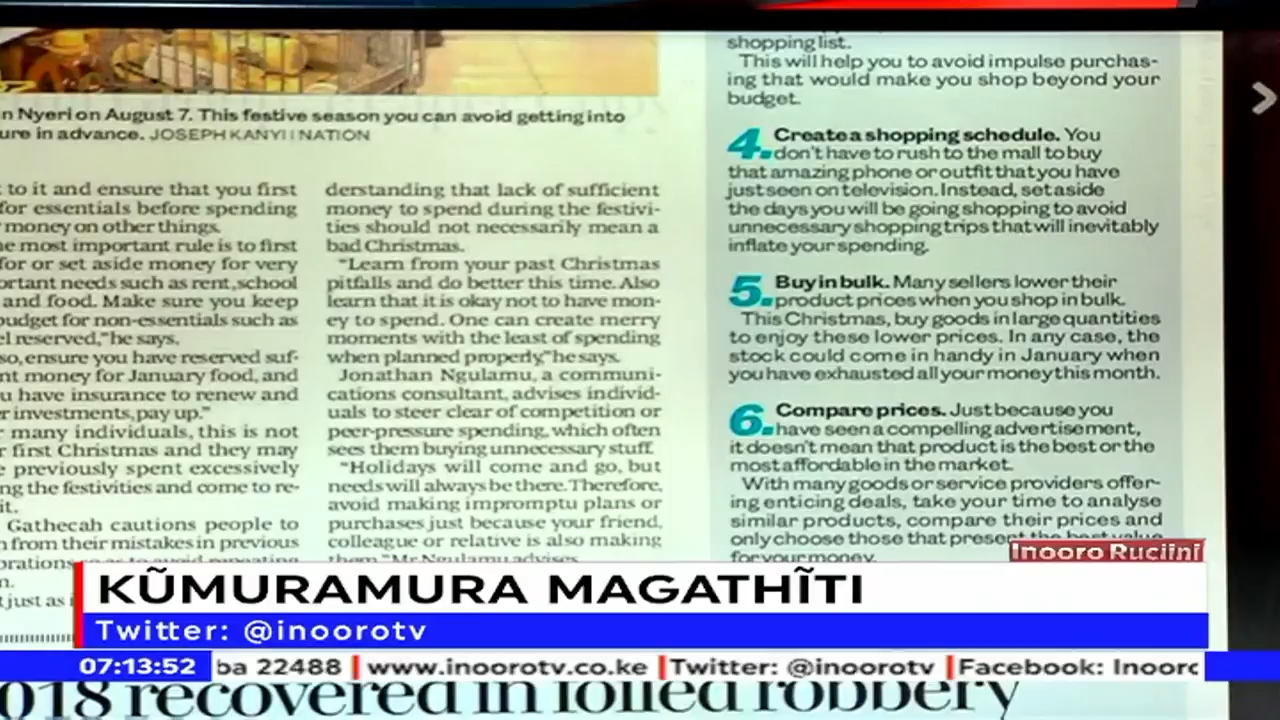 n Nyeri on August 7. This festive season you can avoid getting into
ure in advance. JOSEPH KANYI | NATION
to it and ensure that you first
for essentials before spending
money on other things.
e most important rule is to first
for or set aside money for very
ortant needs such as rent, school
and food. Make sure you keep
budget for non-essentials such as
el reserved," he says.
so, ensure you have reserved suf-
nt money for January food, and
u have insurance to renew and
r investments, pay up."
r many individuals, this is not
r first Christmas and they may
e previously spent excessively
ng the festivities and come to re-
it.
Gathecah cautions people to
n from their mistakes in previous
n.
just as
derstanding that lack of sufficient
money to spend during the festivi-
ties should not necessarily mean a
bad Christmas.
"Learn from your past Christmas
pitfalls and do better this time. Also
learn that it is okay not to have mon-
ey to spend. One can create merry
moments with the least of spending
when planned properly," he says.
Jonathan Ngulamu, a communi-
cations consultant, advises individ-
uals to steer clear of competition or
peer-pressure spending, which often
sees them buying unnecessary stuff.
"Holidays will come and go, but
needs will always be there. Therefore,
avoid making impromptu plans or
purchases just because your friend,
colleague or relative is also making
them," Mr Ngulamu advises.
shopping list.
This will help you to avoid impulse purchas-
ing that would make you shop beyond your
budget.
4. Create a shopping schedule. You
don't have to rush to the mall to buy
that amazing phone or outfit that you have
just seen on television. Instead, set aside
the days you will be going shopping to avoid
unnecessary shopping trips that will inevitably
inflate your spending.
5. Buy in bulk. Many sellers lower their
product prices when you shop in bulk.
This Christmas, buy goods in large quantities
to enjoy these lower prices. In any case, the
stock could come in handy in January when
you have exhausted all your money this month.
6. Compare prices. Just because you
have seen a compelling advertisement,
it doesn't mean that product is the best or the
most affordable in the market.
With many goods or service providers offer-
ing enticing deals, take your time to analyse
similar products, compare their prices and
only choose those that present the best value
for your money.
Inooro Ruciini
KŨMURAMURA MAGATHĨTI
Twitter: @inoorotv
07:13:52 ba 22488 | www.inoorotv.co.ke | Twitter: @inoorotv | Facebook: Inooro
018 recovered in foiled robbery